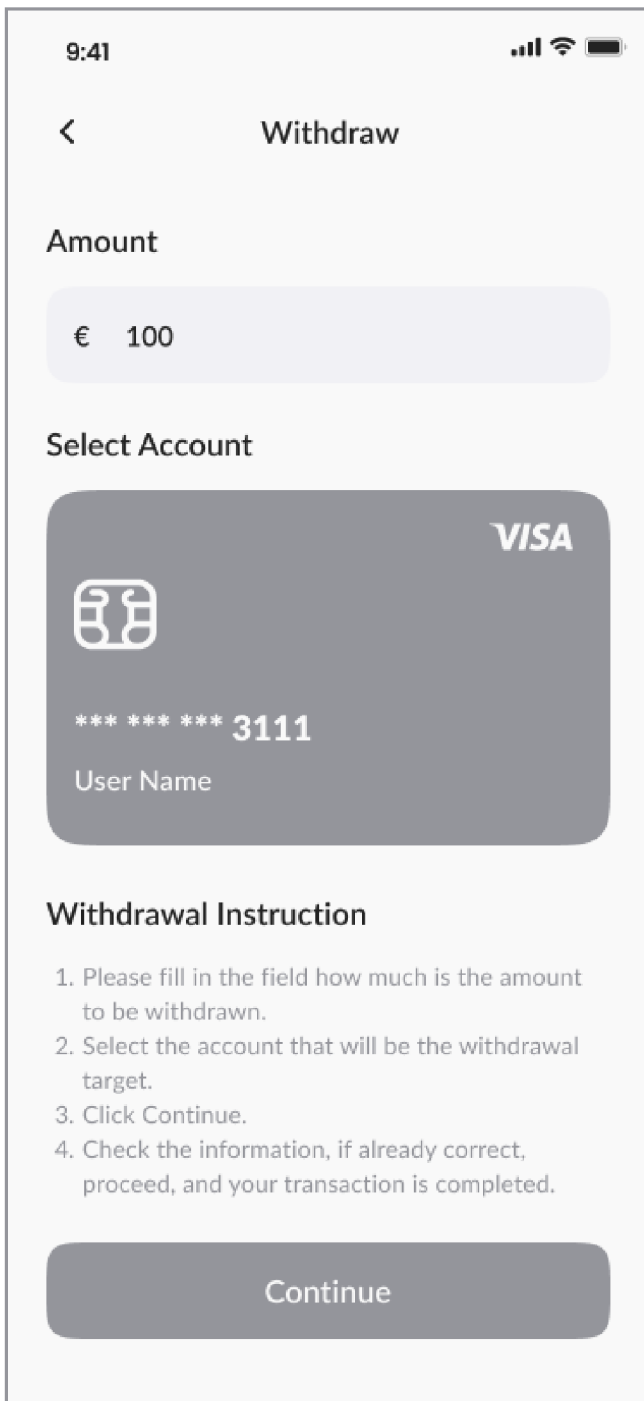 9:41
Withdraw
Amount
€ 100
Select Account
VISA
*** *** *** 3111
User Name
Withdrawal Instruction
1. Please fill in the field how much is the amount
to be withdrawn.
2. Select the account that will be the withdrawal
target.
3. Click Continue.
4. Check the information, if already correct,
proceed, and your transaction is completed.
Continue